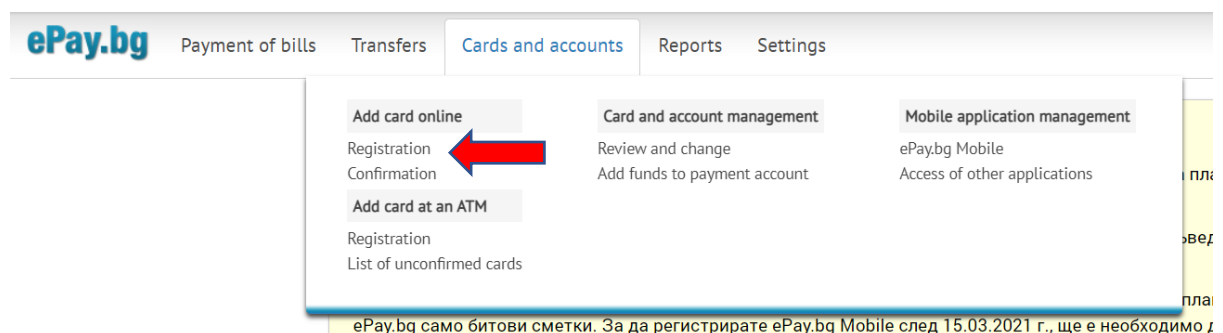 ePay.bg Payment of bills Transfers Cards and accounts Reports Settings
Add card online Card and account management Mobile application management
Registration Review and change ePay.bg Mobile
Confirmation Add funds to payment account Access of other applications
Add card at an ATM
Registration
List of unconfirmed cards
ePay.bg само битови сметки. За да регистрирате ePay.bg Mobile след 15.03.2021 г., ще е необходимо